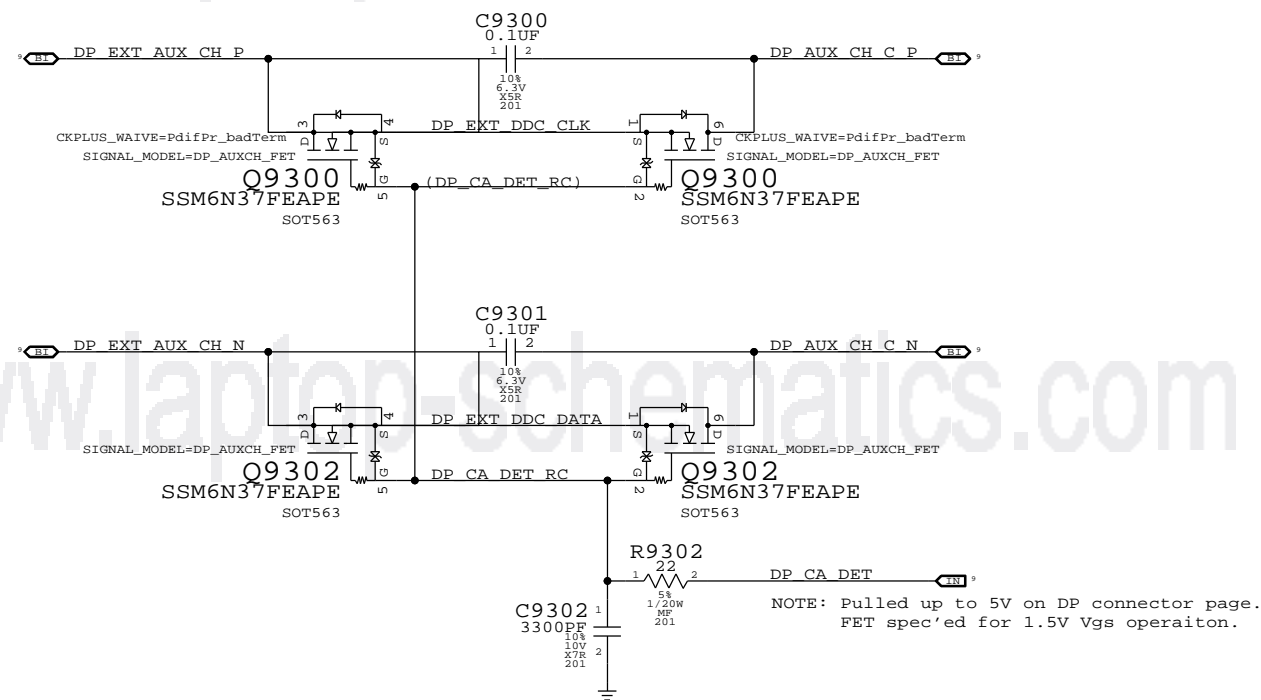 C9300
0.1UF
BI DP_EXT_AUX_CH_P 1 2 DP_AUX_CH_C_P BI 9
9
10%
6.3V
X5R
201
3 4 DP_EXT_DDC_CLK 1 6
CKPLUS_WAIVE=PdifPr_badTerm D S S D CKPLUS_WAIVE=PdifPr_badTerm
SIGNAL_MODEL=DP_AUXCH_FET SIGNAL_MODEL=DP_AUXCH_FET
Q9300 G (DP_CA_DET_RC) G Q9300
SSM6N37FEAPE 5 2 SSM6N37FEAPE
SOT563 SOT563
C9301
0.1UF
9 BI DP_EXT_AUX_CH_N 1 2 DP_AUX_CH_C_N BI 9
10%
6.3V
X5R
201
www.laptop-schematics.com
3 4 DP_EXT_DDC_DATA 1 6
D S S D
SIGNAL_MODEL=DP_AUXCH_FET SIGNAL_MODEL=DP_AUXCH_FET
Q9302 G DP_CA_DET_RC G Q9302
SSM6N37FEAPE 5 2 SSM6N37FEAPE
SOT563 SOT563
R9302
22
1 2 DP_CA_DET IN 9
5%
1/20W
MF
201
NOTE: Pulled up to 5V on DP connector page.
FET spec'ed for 1.5V Vgs operaiton.
C9302 1
3300PF
10%
10V
X7R
201
2